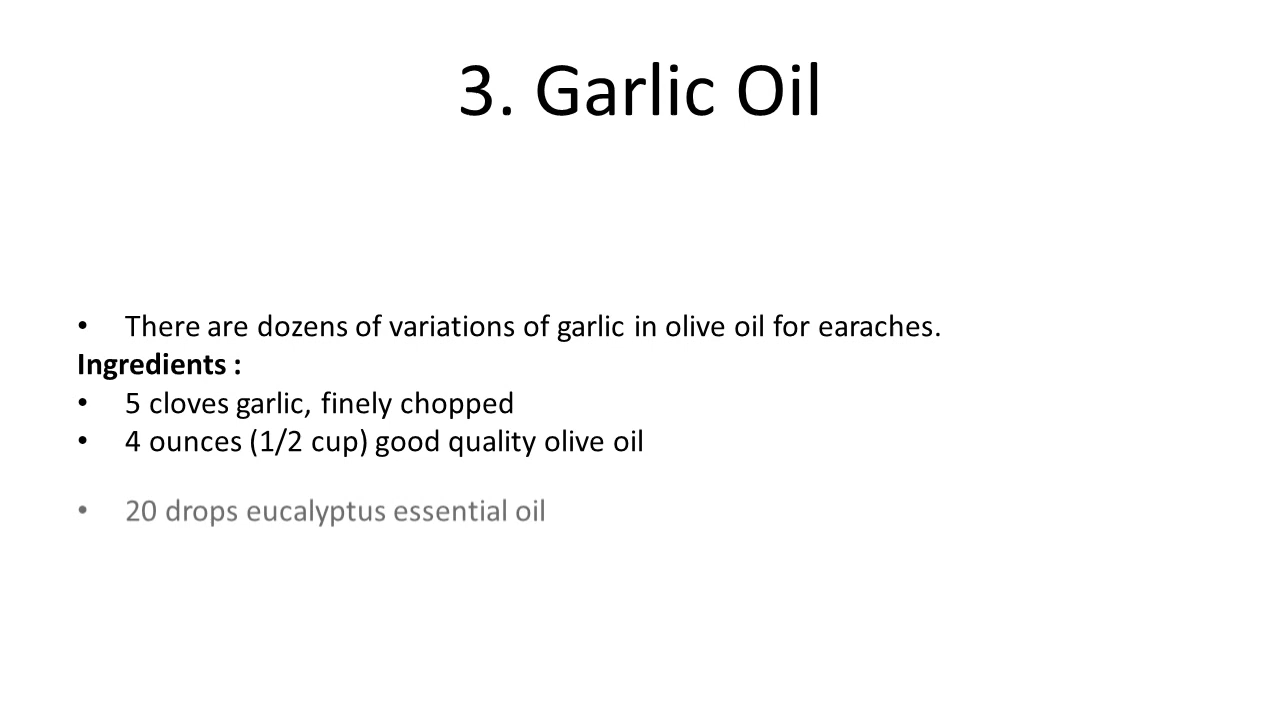 3. Garlic Oil
• There are dozens of variations of garlic in olive oil for earaches.
Ingredients :
• 5 cloves garlic, finely chopped
• 4 ounces (1/2 cup) good quality olive oil
• 20 drops eucalyptus essential oil